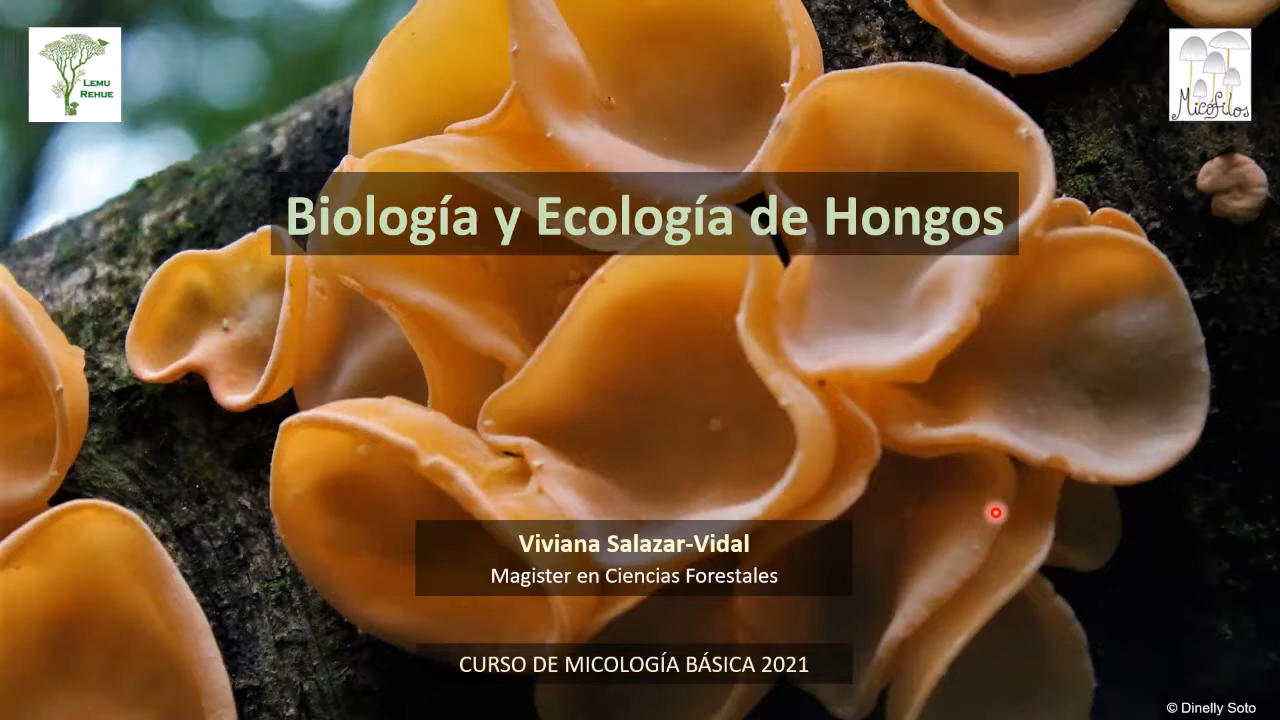 LEMU
REHUE
Micófilos
Biología y Ecología de Hongos
Viviana Salazar-Vidal
Magister en Ciencias Forestales
CURSO DE MICOLOGÍA BÁSICA 2021
© Dinelly Soto